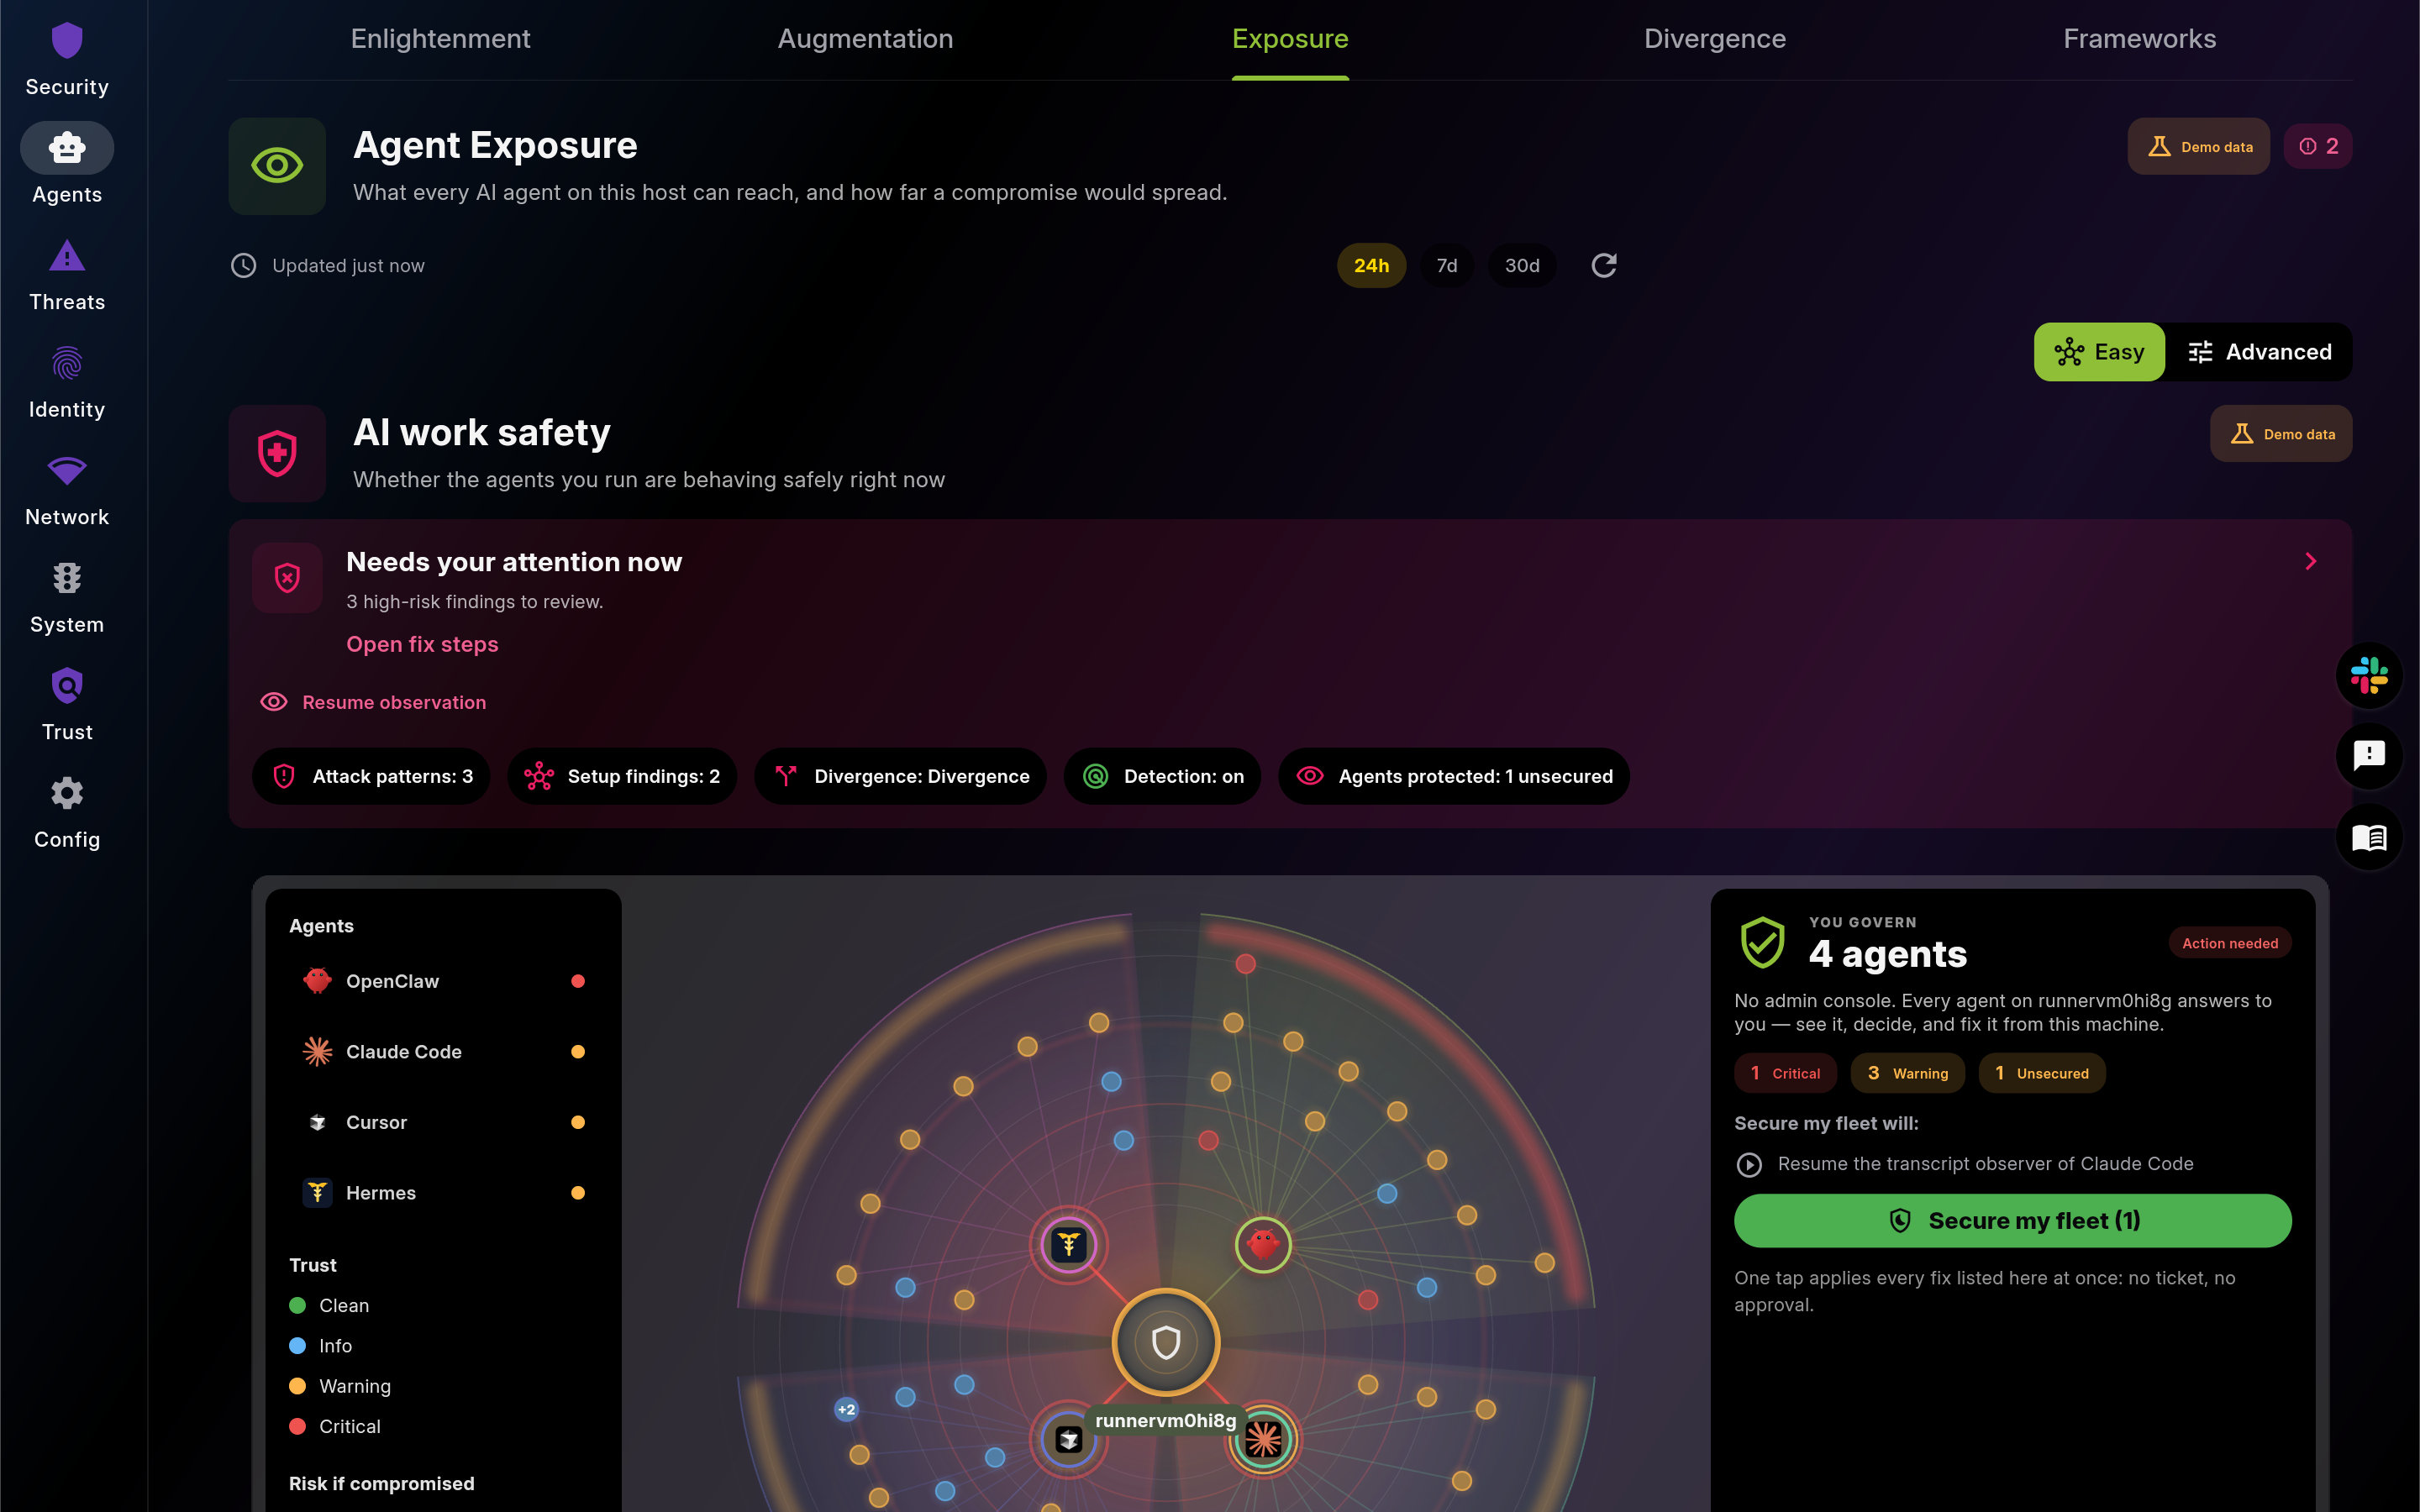 Enlightenment
Augmentation
Exposure
Divergence
Frameworks
Security
Agents
Threats
Identity
Network
System
Trust
Config
Agent Exposure
What every AI agent on this host can reach, and how far a compromise would spread.
Demo data
2
Updated just now
24h
7d
30d
Easy
Advanced
AI work safety
Whether the agents you run are behaving safely right now
Demo data
Needs your attention now
3 high-risk findings to review.
Open fix steps
Resume observation
Attack patterns: 3
Setup findings: 2
Divergence: Divergence
Detection: on
Agents protected: 1 unsecured
Agents
OpenClaw
Claude Code
Cursor
Hermes
Trust
Clean
Info
Warning
Critical
Risk if compromised
+2
runnervm0hi8g
YOU GOVERN
4 agents
Action needed
No admin console. Every agent on runnervm0hi8g answers to
you — see it, decide, and fix it from this machine.
1 Critical
3 Warning
1 Unsecured
Secure my fleet will:
Resume the transcript observer of Claude Code
Secure my fleet (1)
One tap applies every fix listed here at once: no ticket, no
approval.